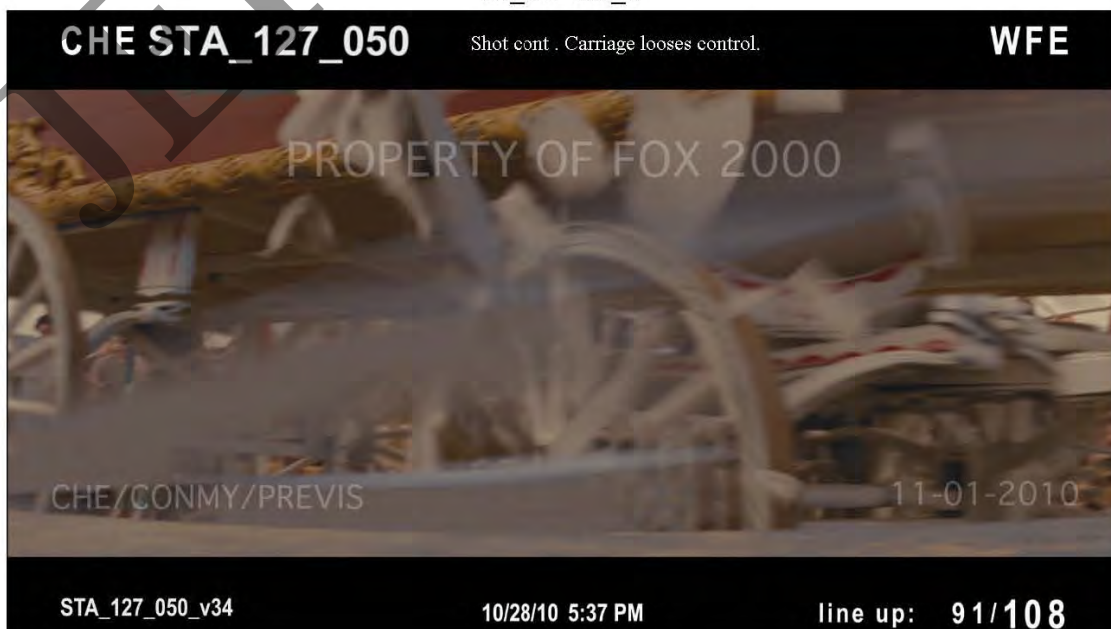 CHE STA_127_050 Shot cont . Carriage looses control. WFE
PROPERTY OF FOX 2000
CHE/CONMY/PREVIS 11-01-2010
STA_127_050_v34 10/28/10 5:37 PM line up: 91/108